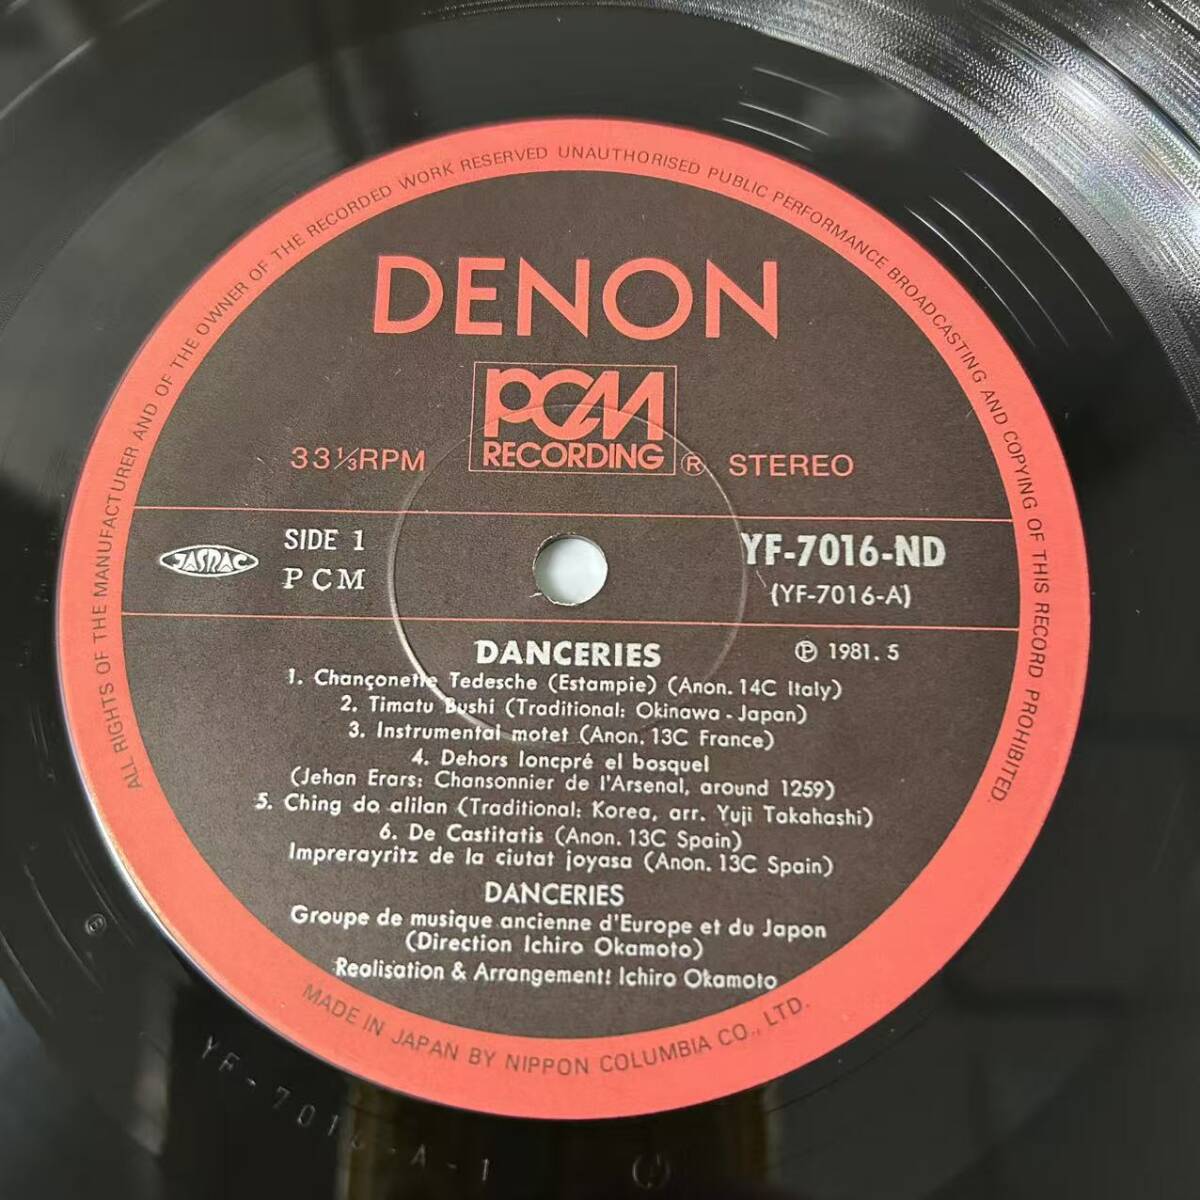 ALL RIGHTS OF THE MANUFACTURER AND OF THE OWNER OF THE RECORDED WORK RESERVED UNAUTHORISED PUBLIC PERFORMANCE BROADCASTING AND COPYING OF THIS RECORD PROHIBITED.
DENON
PCM
RECORDING
33⅓RPM ® STEREO
JASRAC
SIDE 1
PCM
YF-7016-ND
(YF-7016-A)
DANCERIES ℗ 1981. 5
1. Chançonette Tedesche (Estampie) (Anon. 14C Italy)
2. Timatu Bushi (Traditional: Okinawa - Japan)
3. Instrumental motet (Anon. 13C France)
4. Dehors loncpré el bosquel
(Jehan Erars: Chansonnier de l'Arsenal, around 1259)
5. Ching do alilan (Traditional: Korea, arr. Yuji Takahashi)
6. De Castitatis (Anon. 13C Spain)
Imprerayritz de la ciutat joyasa (Anon. 13C Spain)
DANCERIES
Groupe de musique ancienne d'Europe et du Japon
(Direction Ichiro Okamoto)
Realisation & Arrangement: Ichiro Okamoto
MADE IN JAPAN BY NIPPON COLUMBIA CO., LTD.
YF-7016-A-1